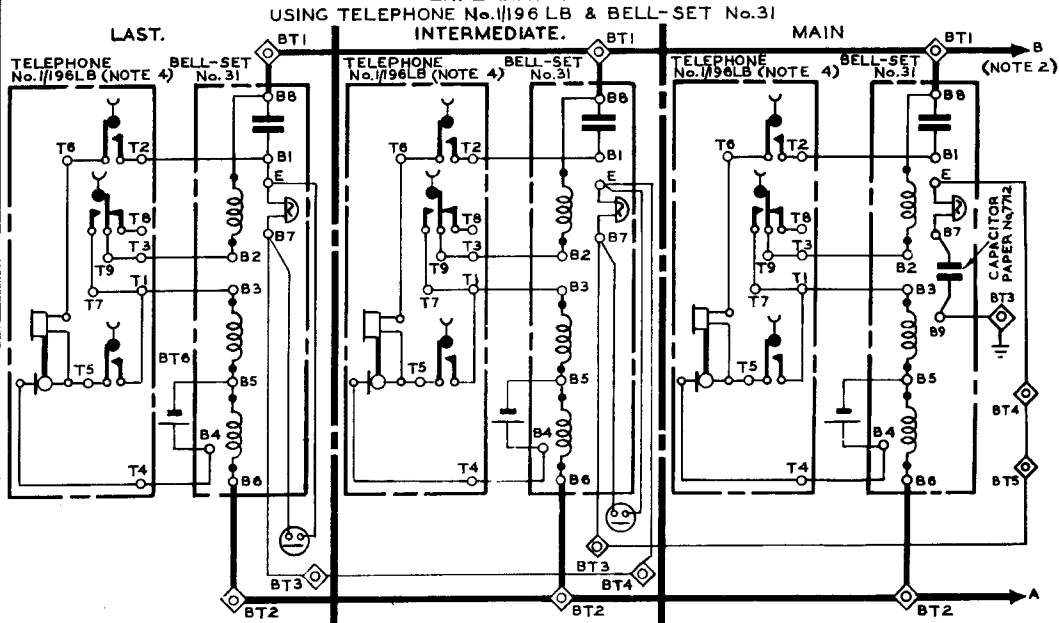 USING TELEPHONE No.1/196 LB & BELL-SET No.31
LAST.
INTERMEDIATE.
MAIN
BT1
BT1
BT1
B
(NOTE 2)
TELEPHONE
No.1/196LB (NOTE 4)
BELL-SET
No.31
TELEPHONE
No.1/196LB (NOTE 4)
BELL-SET
No.31
TELEPHONE
No.1/196LB (NOTE 4)
BELL-SET
No.31
B8
B8
B8
T6
T2
B1
T6
T2
B1
T6
T2
B1
E
E
E
T8
B7
T8
B7
T8
B7
T3
T9
B2
T3
T9
B2
T3
T9
B2
CAPACITOR
PAPER No.7712
T7
T1
B3
T7
T1
B3
T7
T1
B3
B9
BT3
T5
BT6
B5
T5
B5
T5
B5
BT4
B4
B4
B4
T4
B6
T4
B6
T4
B6
BT5
BT3
BT3
BT4
BT2
BT2
BT2
A